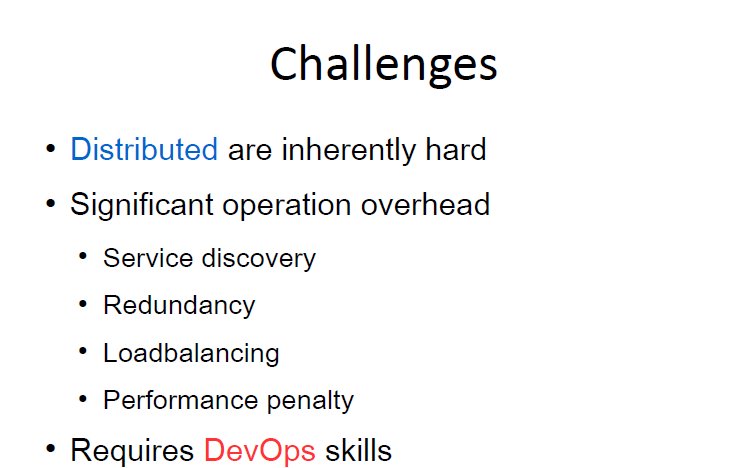 Challenges
• Distributed are inherently hard
• Significant operation overhead
• Service discovery
• Redundancy
• Loadbalancing
• Performance penalty
• Requires DevOps skills